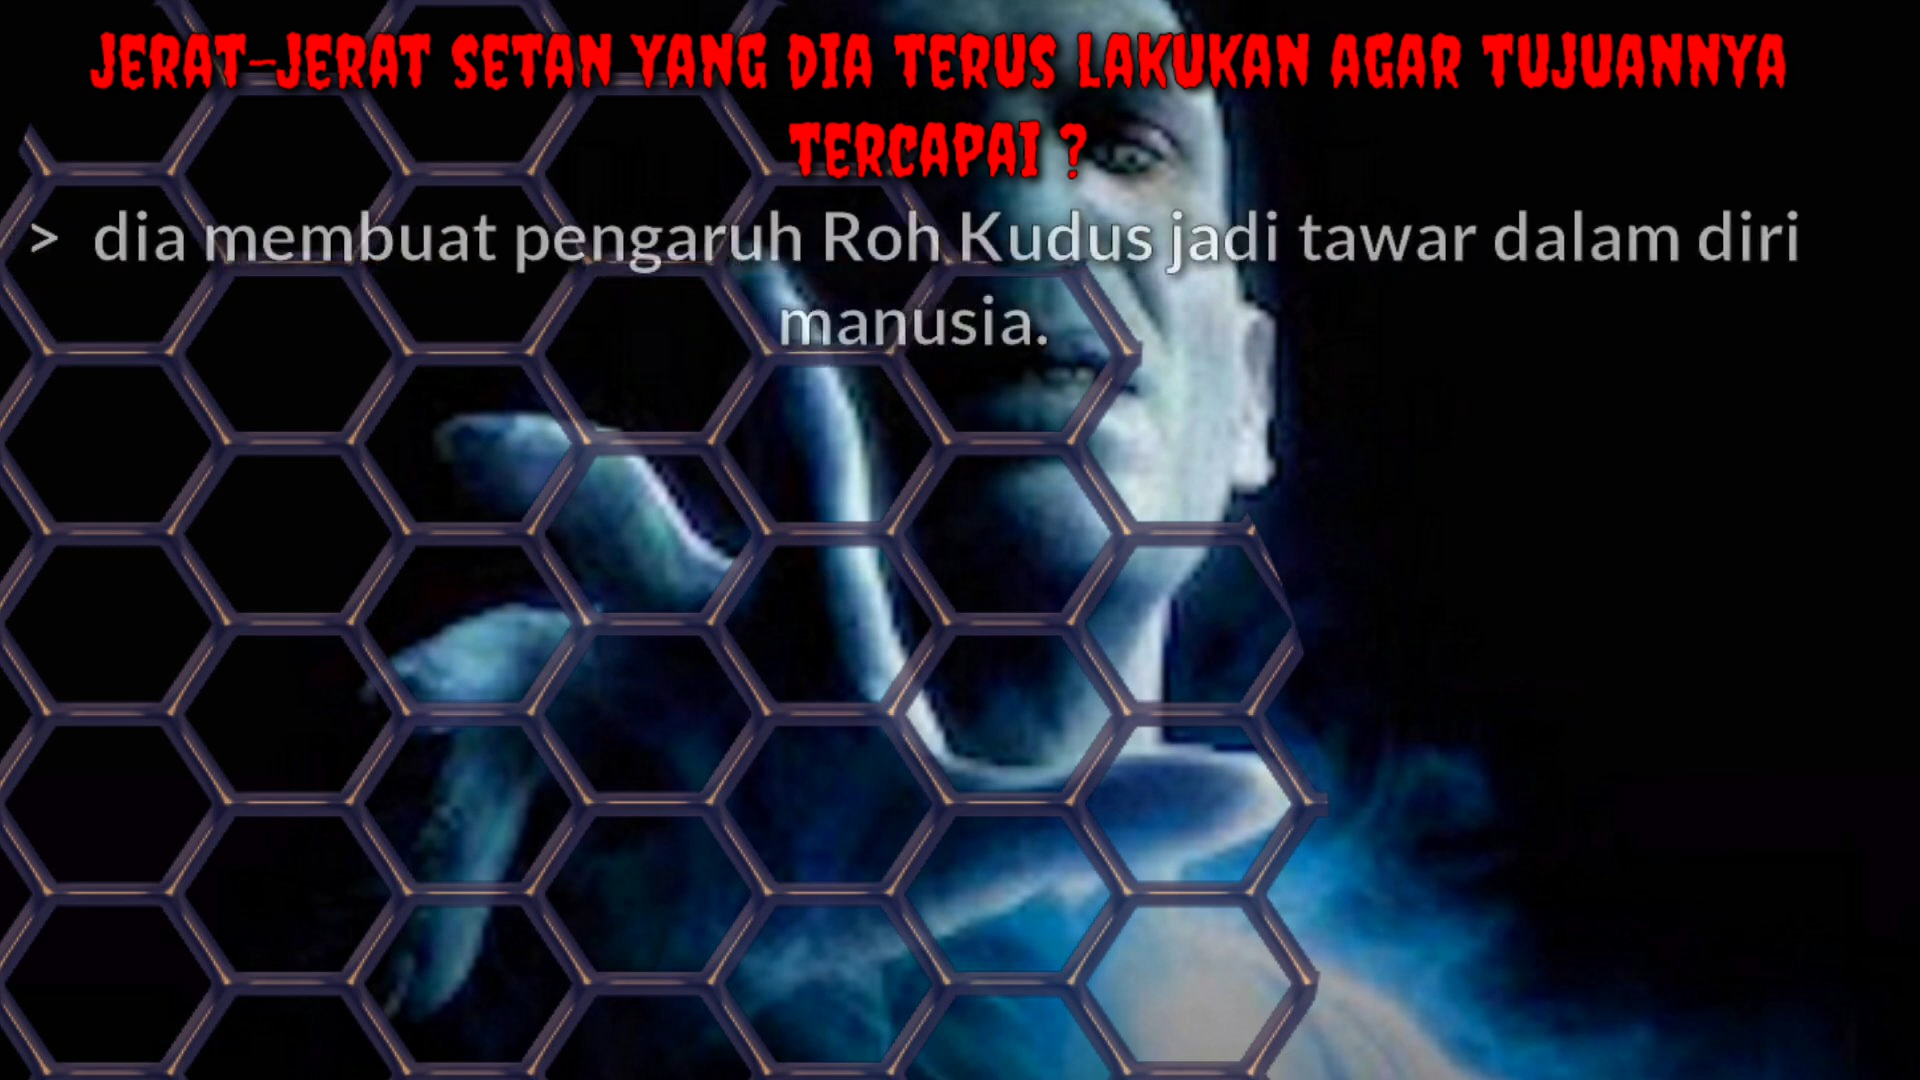 JERAT-JERAT SETAN YANG DIA TERUS LAKUKAN AGAR TUJUANNYA
TERCAPAI ?
> dia membuat pengaruh Roh Kudus jadi tawar dalam diri
manusia.